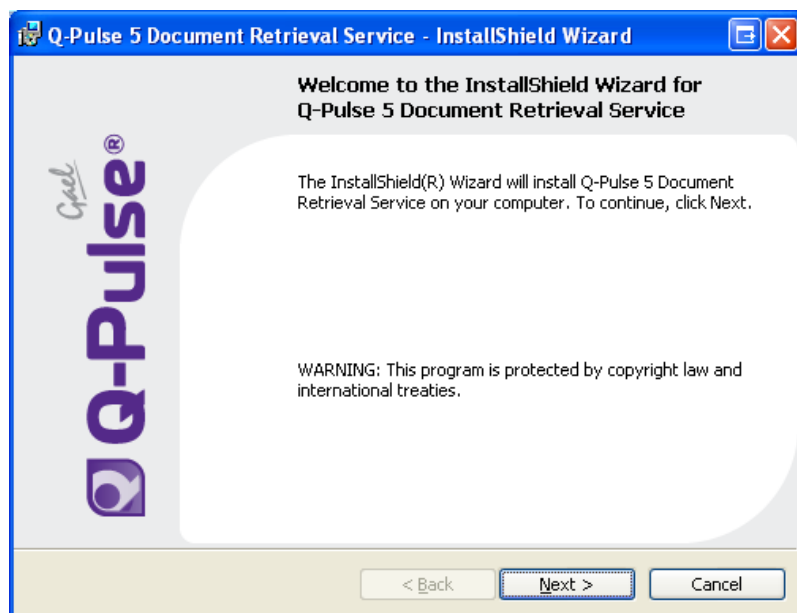 Q-Pulse 5 Document Retrieval Service - InstallShield Wizard
Welcome to the InstallShield Wizard for
Q-Pulse 5 Document Retrieval Service
Gael
Q-Pulse®
The InstallShield(R) Wizard will install Q-Pulse 5 Document
Retrieval Service on your computer. To continue, click Next.
WARNING: This program is protected by copyright law and
international treaties.
< Back
Next >
Cancel